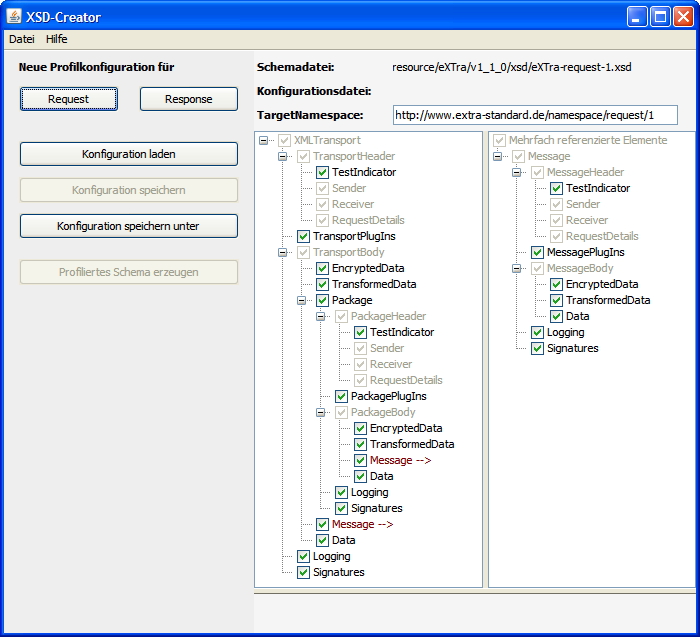 XSD-Creator
Datei Hilfe
Neue Profilkonfiguration für
Request Response
Konfiguration laden
Konfiguration speichern
Konfiguration speichern unter
Profiliertes Schema erzeugen
Schemadatei: resource/eXTra/v1_1_0/xsd/eXTra-request-1.xsd
Konfigurationsdatei:
TargetNamespace: http://www.extra-standard.de/namespace/request/1
XMLTransport
TransportHeader
TestIndicator
Sender
Receiver
RequestDetails
TransportPlugIns
TransportBody
EncryptedData
TransformedData
Package
PackageHeader
TestIndicator
Sender
Receiver
RequestDetails
PackagePlugIns
PackageBody
EncryptedData
TransformedData
Message -->
Data
Logging
Signatures
Message -->
Data
Logging
Signatures
Mehrfach referenzierte Elemente
Message
MessageHeader
TestIndicator
Sender
Receiver
RequestDetails
MessagePlugIns
MessageBody
EncryptedData
TransformedData
Data
Logging
Signatures